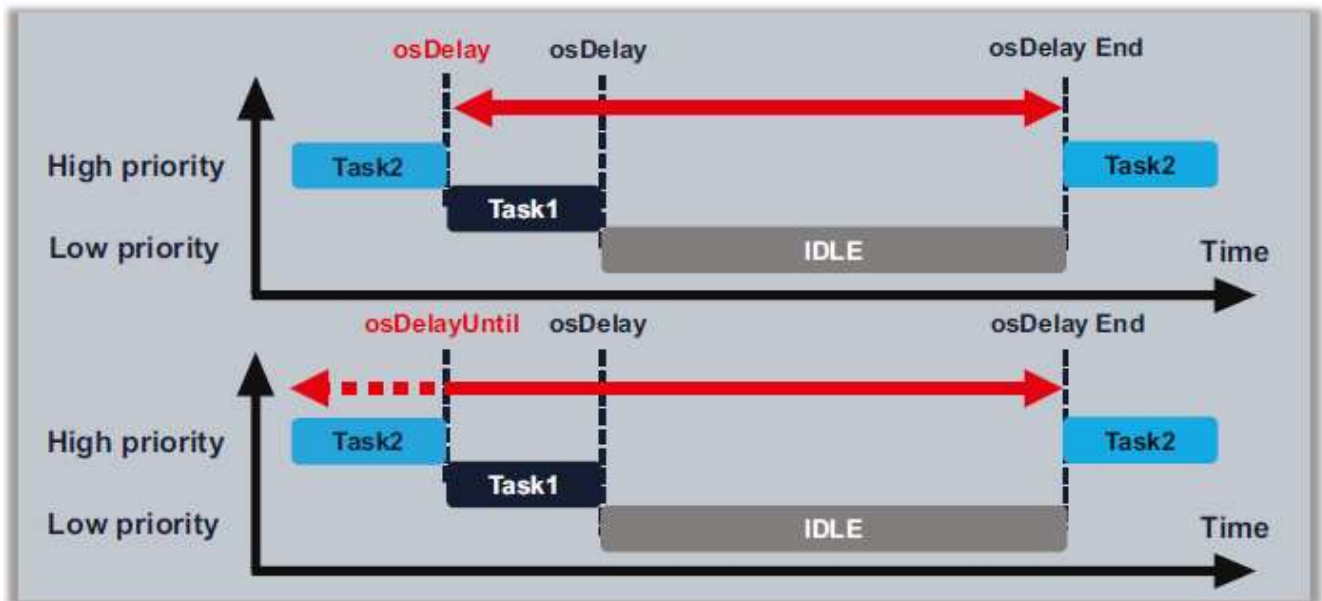 osDelay osDelay osDelay End
High priority Task2 Task2
Task1
Low priority IDLE Time
osDelayUntil osDelay osDelay End
High priority Task2 Task2
Task1
Low priority IDLE Time